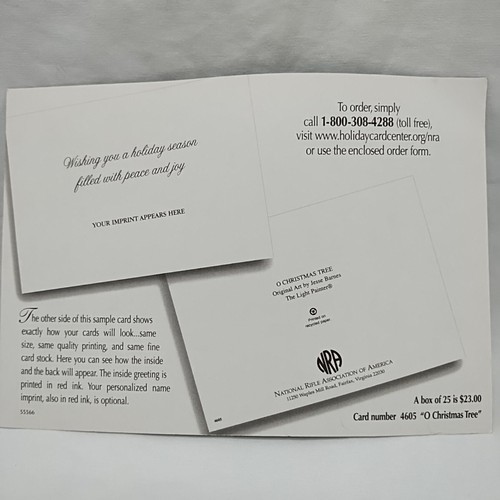 To order, simply
call 1-800-308-4288 (toll free),
visit www.holidaycardcenter.org/nra
or use the enclosed order form.
Wishing you a holiday season
filled with peace and joy
YOUR IMPRINT APPEARS HERE
O CHRISTMAS TREE
Original Art by Jesse Barnes
The Light Painter®
Printed on
recycled paper.
NRA
NATIONAL RIFLE ASSOCIATION OF AMERICA
11250 Waples Mill Road, Fairfax, Virginia 22030
The other side of this sample card shows
exactly how your cards will look...same
size, same quality printing, and same fine
card stock. Here you can see how the inside
and the back will appear. The inside greeting is
printed in red ink. Your personalized name
imprint, also in red ink, is optional.
S5566
A box of 25 is $23.00
Card number 4605 "O Christmas Tree"